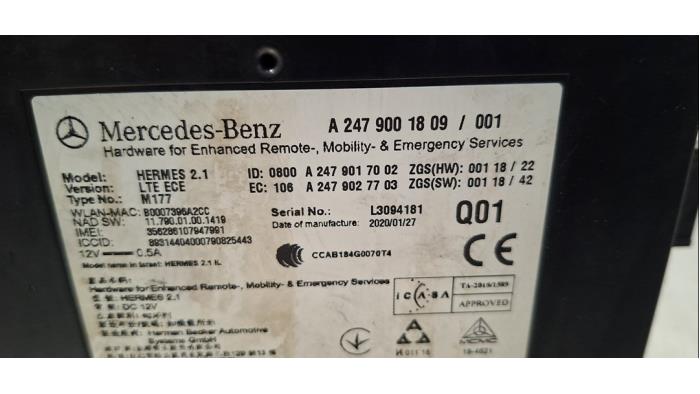 Mercedes-Benz A 247 900 18 09 / 001
Hardware for Enhanced Remote-, Mobility- & Emergency Services
Model: HERMES 2.1 ID: 0800 A 247 901 70 02 ZGS(HW): 001 18 / 22
Version: LTE ECE EC: 106 A 247 902 77 03 ZGS(SW): 001 18 / 42
Type No.: M177
WLAN-MAC: B0007396A2CC Serial No.: L3094181 Q01
NAD SW: 11.790.01.00.1419 Date of manufacture: 2020/01/27
IMEI: 356286107947991
ICCID: 89314404000790825443 CCAB184G0070T4 CE
12V 0.5A
Model name in Israel: HERMES 2.1 IL
Hardware for Enhanced Remote-, Mobility- & Emergency Services
HERMES 2.1 ICASA APPROVED
DC 12V
Harman Becker Automotive
Systems GmbH
MCMC